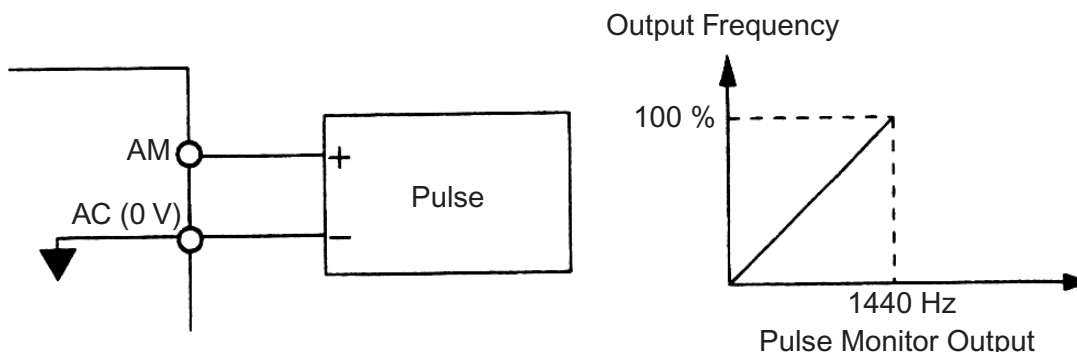 AM
+
AC (0 V)
−
Pulse
Output Frequency
100 %
1440 Hz
Pulse Monitor Output